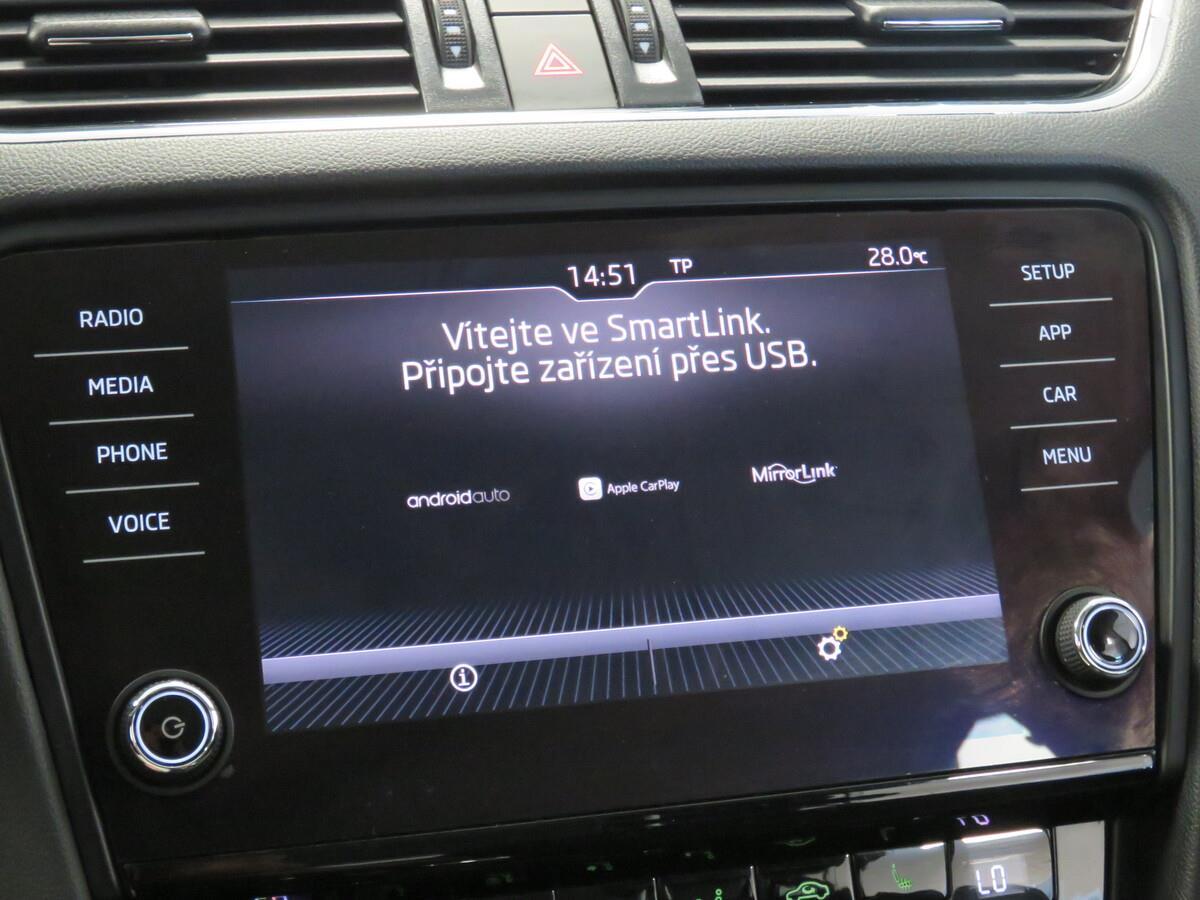 14:51 TP 28.0°C
Vítejte ve SmartLink.
Připojte zařízení přes USB.
androidauto Apple CarPlay MirrorLink
RADIO
MEDIA
PHONE
VOICE
SETUP
APP
CAR
MENU
LO